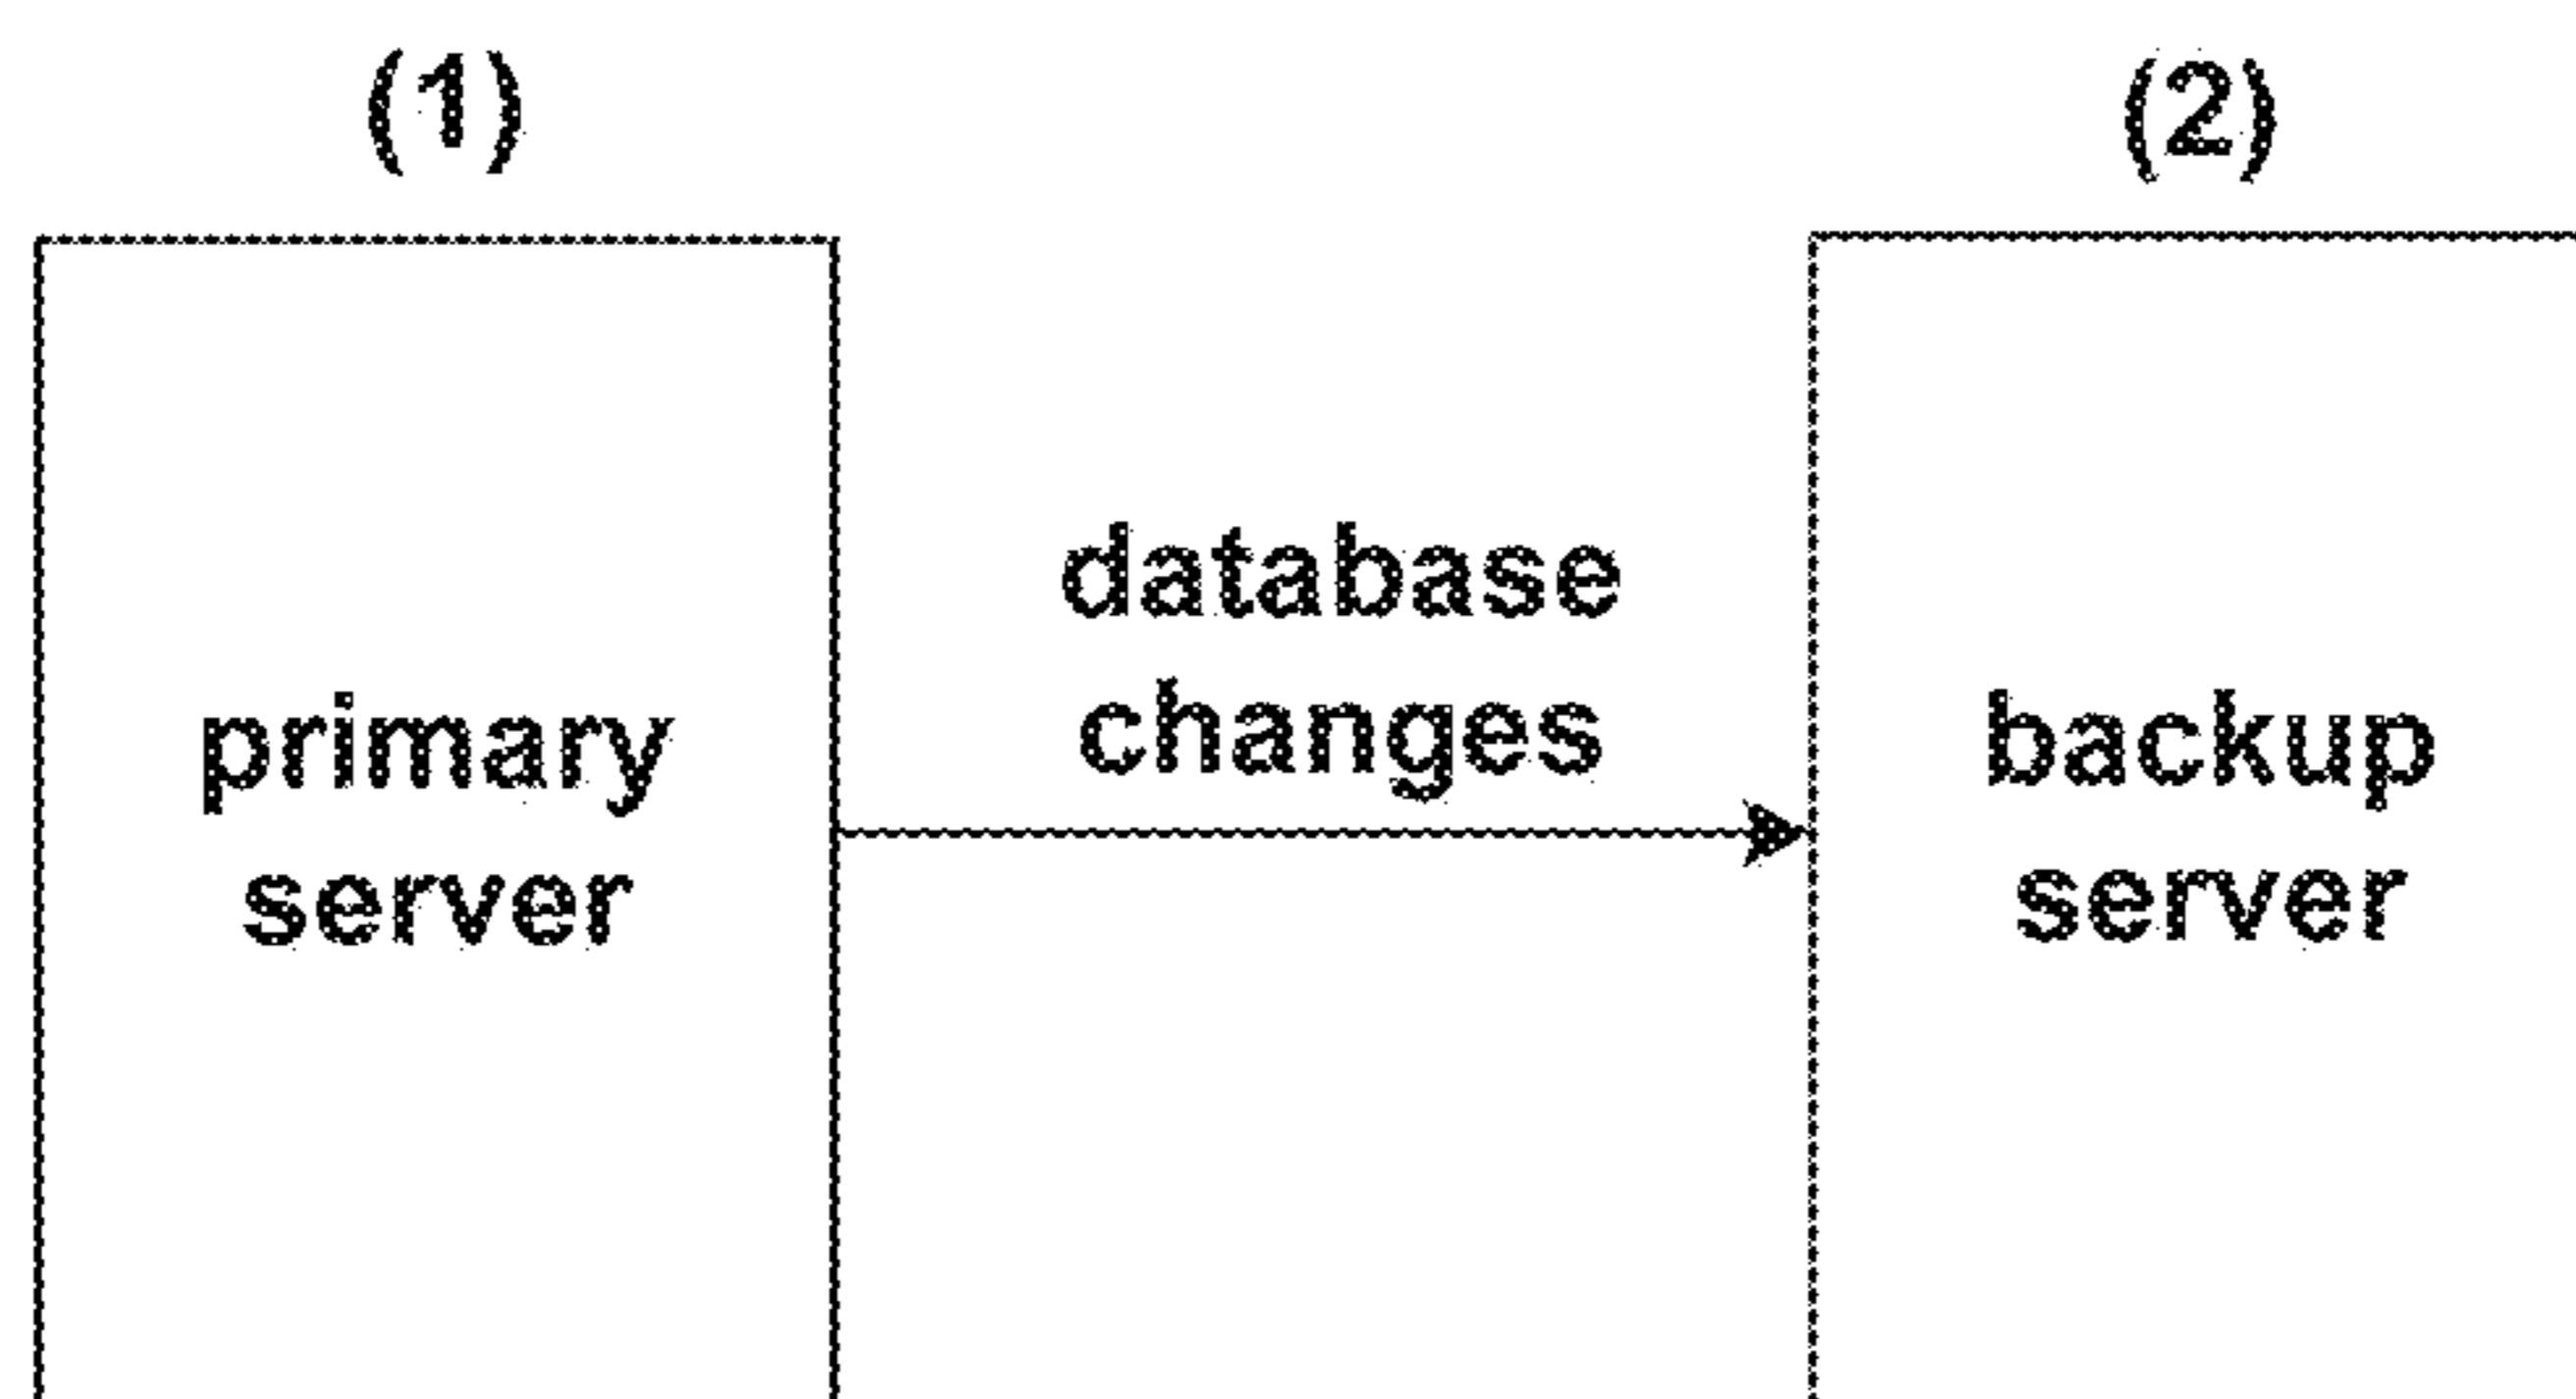 (1)
(2)
database
changes
primary
server
backup
server